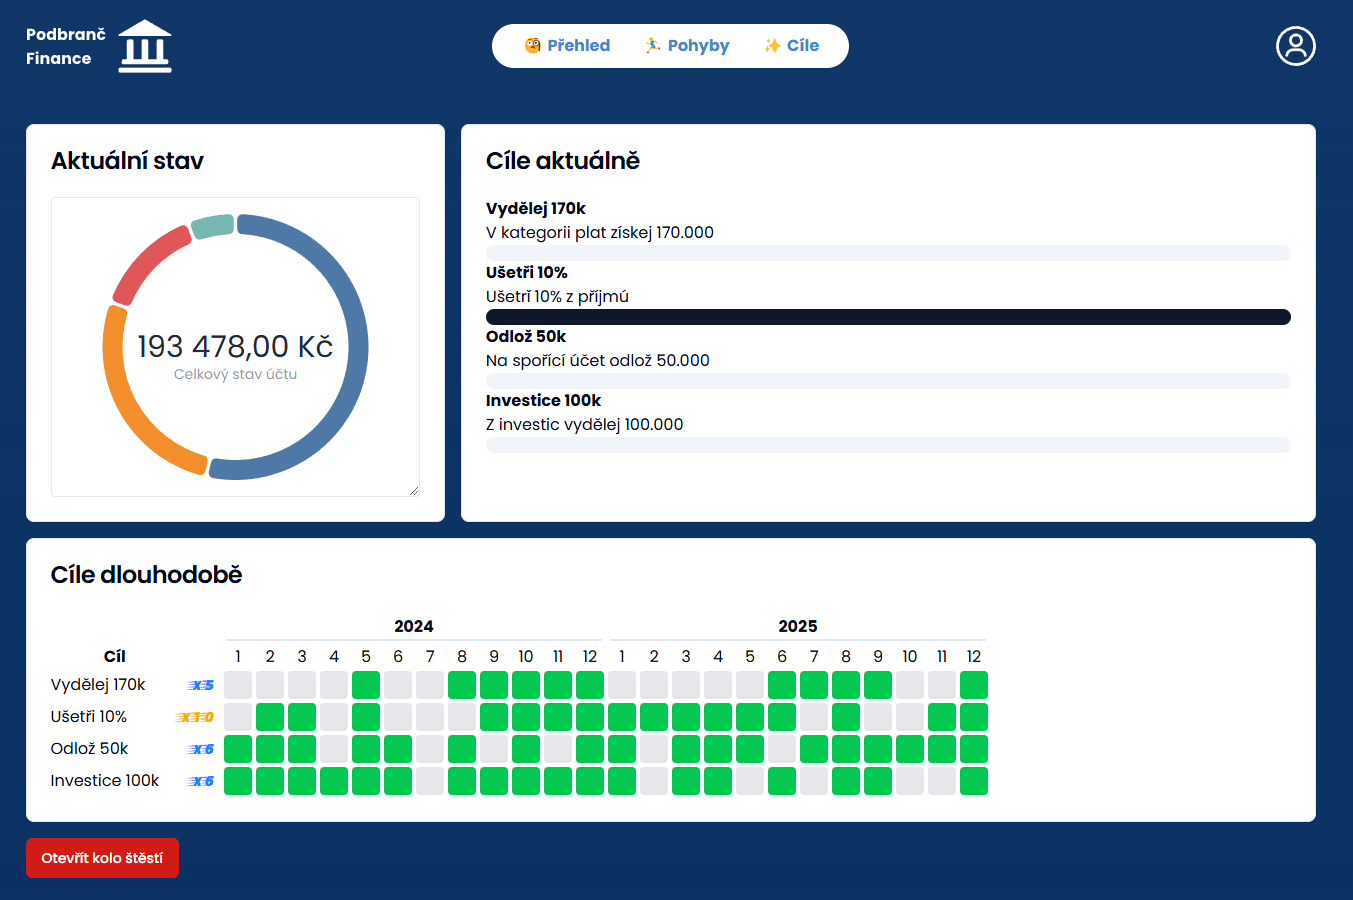 Podbranč
Finance
🧐 Přehled
🏃‍♂️ Pohyby
✨ Cíle
Aktuální stav
193 478,00 Kč
Celkový stav účtu
Cíle aktuálně
Vydělej 170k
V kategorii plat získej 170.000
Ušetři 10%
Ušetrǐ 10% z příjmú
Odlož 50k
Na spořící účet odlož 50.000
Investice 100k
Z investic vydělej 100.000
Cíle dlouhodobě
2024 2025
Cíl 1 2 3 4 5 6 7 8 9 10 11 12 1 2 3 4 5 6 7 8 9 10 11 12
Vydělej 170k x5
Ušetři 10% x10
Odlož 50k x6
Investice 100k x6
Otevřít kolo štěstí